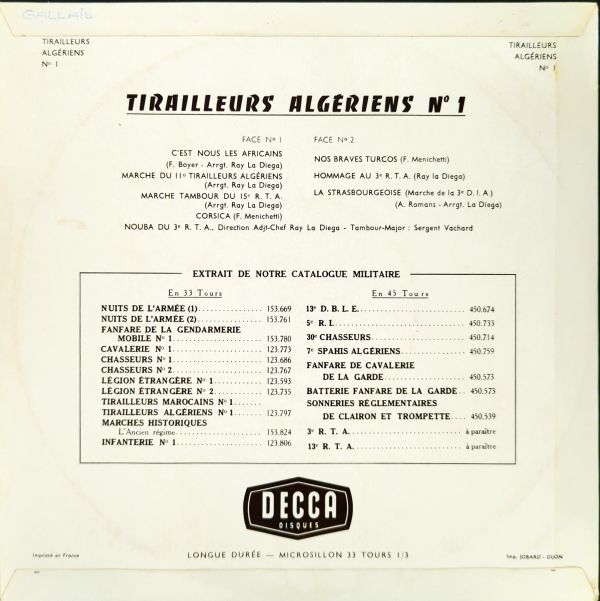 GALLAIS
TIRAILLEURS
ALGÉRIENS
Nº 1
TIRAILLEURS
ALGÉRIENS
Nº 1
TIRAILLEURS ALGÉRIENS Nº 1
FACE Nº 1
C'EST NOUS LES AFRICAINS
(F. Boyer - Arrgt. Ray La Diega)
MARCHE DU 11º TIRAILLEURS ALGÉRIENS
(Arrgt. Ray La Diega)
MARCHE TAMBOUR DU 15º R. T. A.
(Arrgt. Ray La Diega)
CORSICA (F. Menichetti)
FACE Nº 2
NOS BRAVES TURCOS (F. Menichetti)
HOMMAGE AU 3º R. T. A. (Ray la Diega)
LA STRASBOURGEOISE (Marche de la 3º D. I. A.)
(A. Romans - Arrgt. La Diega)
NOUBA DU 3º R. T. A., Direction Adjt-Chef Ray La Diega - Tambour-Major : Sergent Vachard
EXTRAIT DE NOTRE CATALOGUE MILITAIRE
En 33 Tours
NUITS DE L'ARMÉE (1) 153.669
NUITS DE L'ARMÉE (2) 153.761
FANFARE DE LA GENDARMERIE
MOBILE Nº 1 153.780
CAVALERIE Nº 1 123.773
CHASSEURS Nº 1 123.686
CHASSEURS Nº 2 123.767
LÉGION ÉTRANGÈRE Nº 1 123.593
LÉGION ÉTRANGÈRE Nº 2 123.735
TIRAILLEURS MAROCAINS Nº 1
TIRAILLEURS ALGÉRIENS Nº 1 123.797
MARCHES HISTORIQUES
L'Ancien régime 153.824
INFANTERIE Nº 1 123.806
En 45 Tours
13e D. B. L. E. 450.674
5e R. I. 450.733
30e CHASSEURS 450.714
7e SPAHIS ALGÉRIENS 450.759
FANFARE DE CAVALERIE
DE LA GARDE 450.573
BATTERIE FANFARE DE LA GARDE 450.573
SONNERIES RÉGLEMENTAIRES
DE CLAIRON ET TROMPETTE 450.539
3e R. T. A. à paraître
13e R. T. A. à paraître
DECCA
DISQUES
Imprimé en France
LONGUE DURÉE — MICROSILLON 33 TOURS 1/3
Imp. JOBARD - DIJON